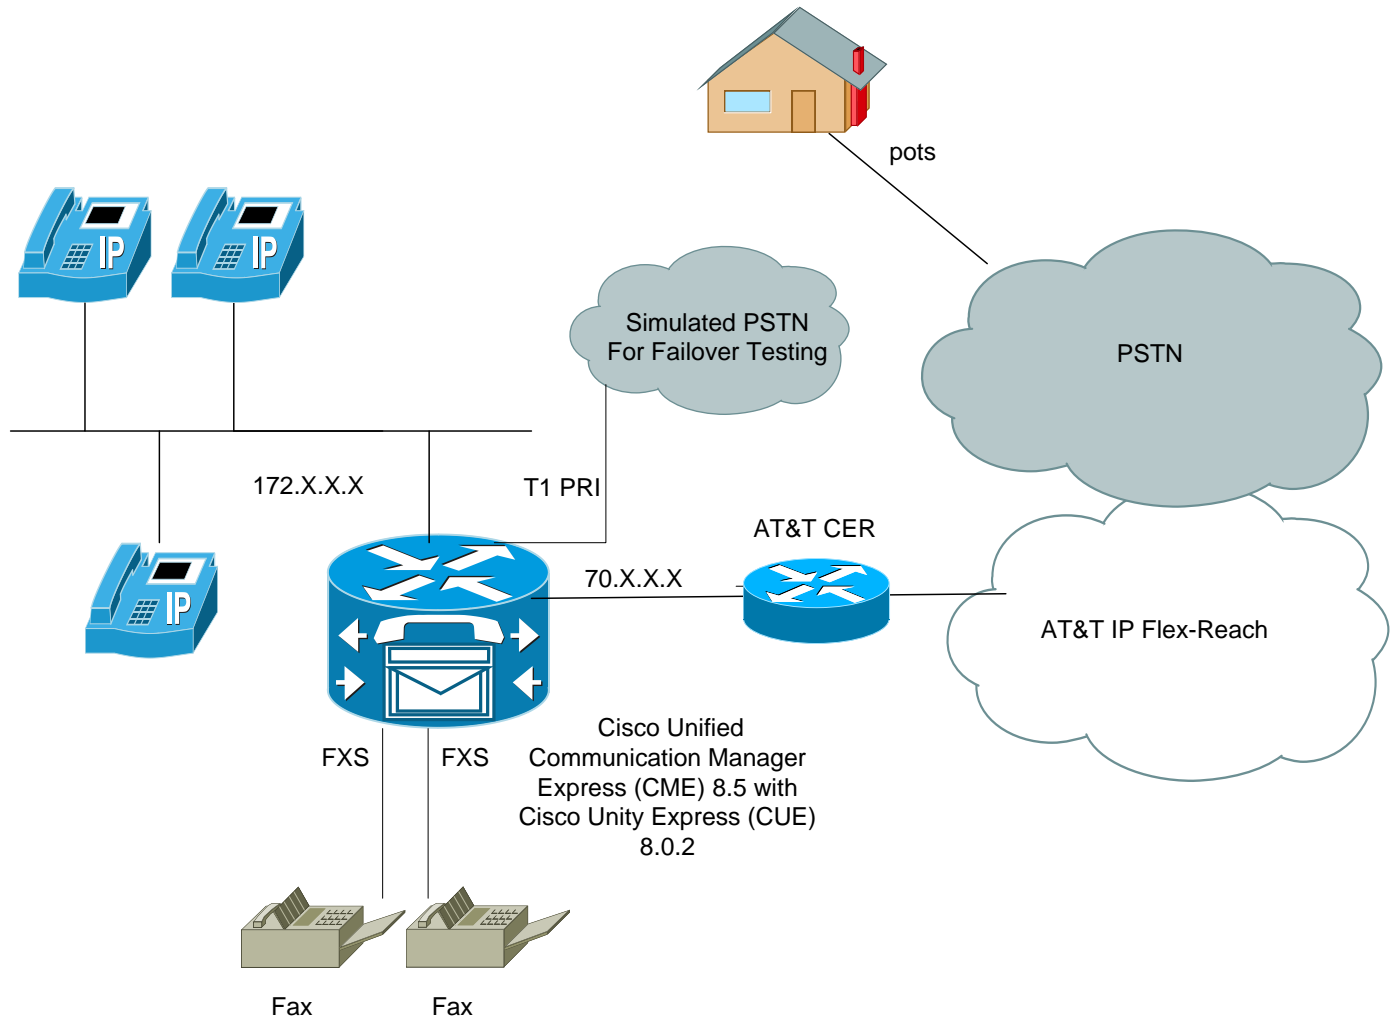 pots
IP
IP
Simulated PSTN
For Failover Testing
PSTN
172.X.X.X
T1 PRI
AT&T CER
70.X.X.X
IP
AT&T IP Flex-Reach
FXS
FXS
Cisco Unified
Communication Manager
Express (CME) 8.5 with
Cisco Unity Express (CUE)
8.0.2
Fax
Fax